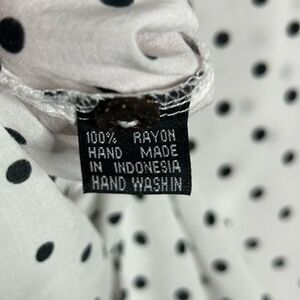 100% RAYON
HAND MADE
IN INDONESIA
HAND WASHIN